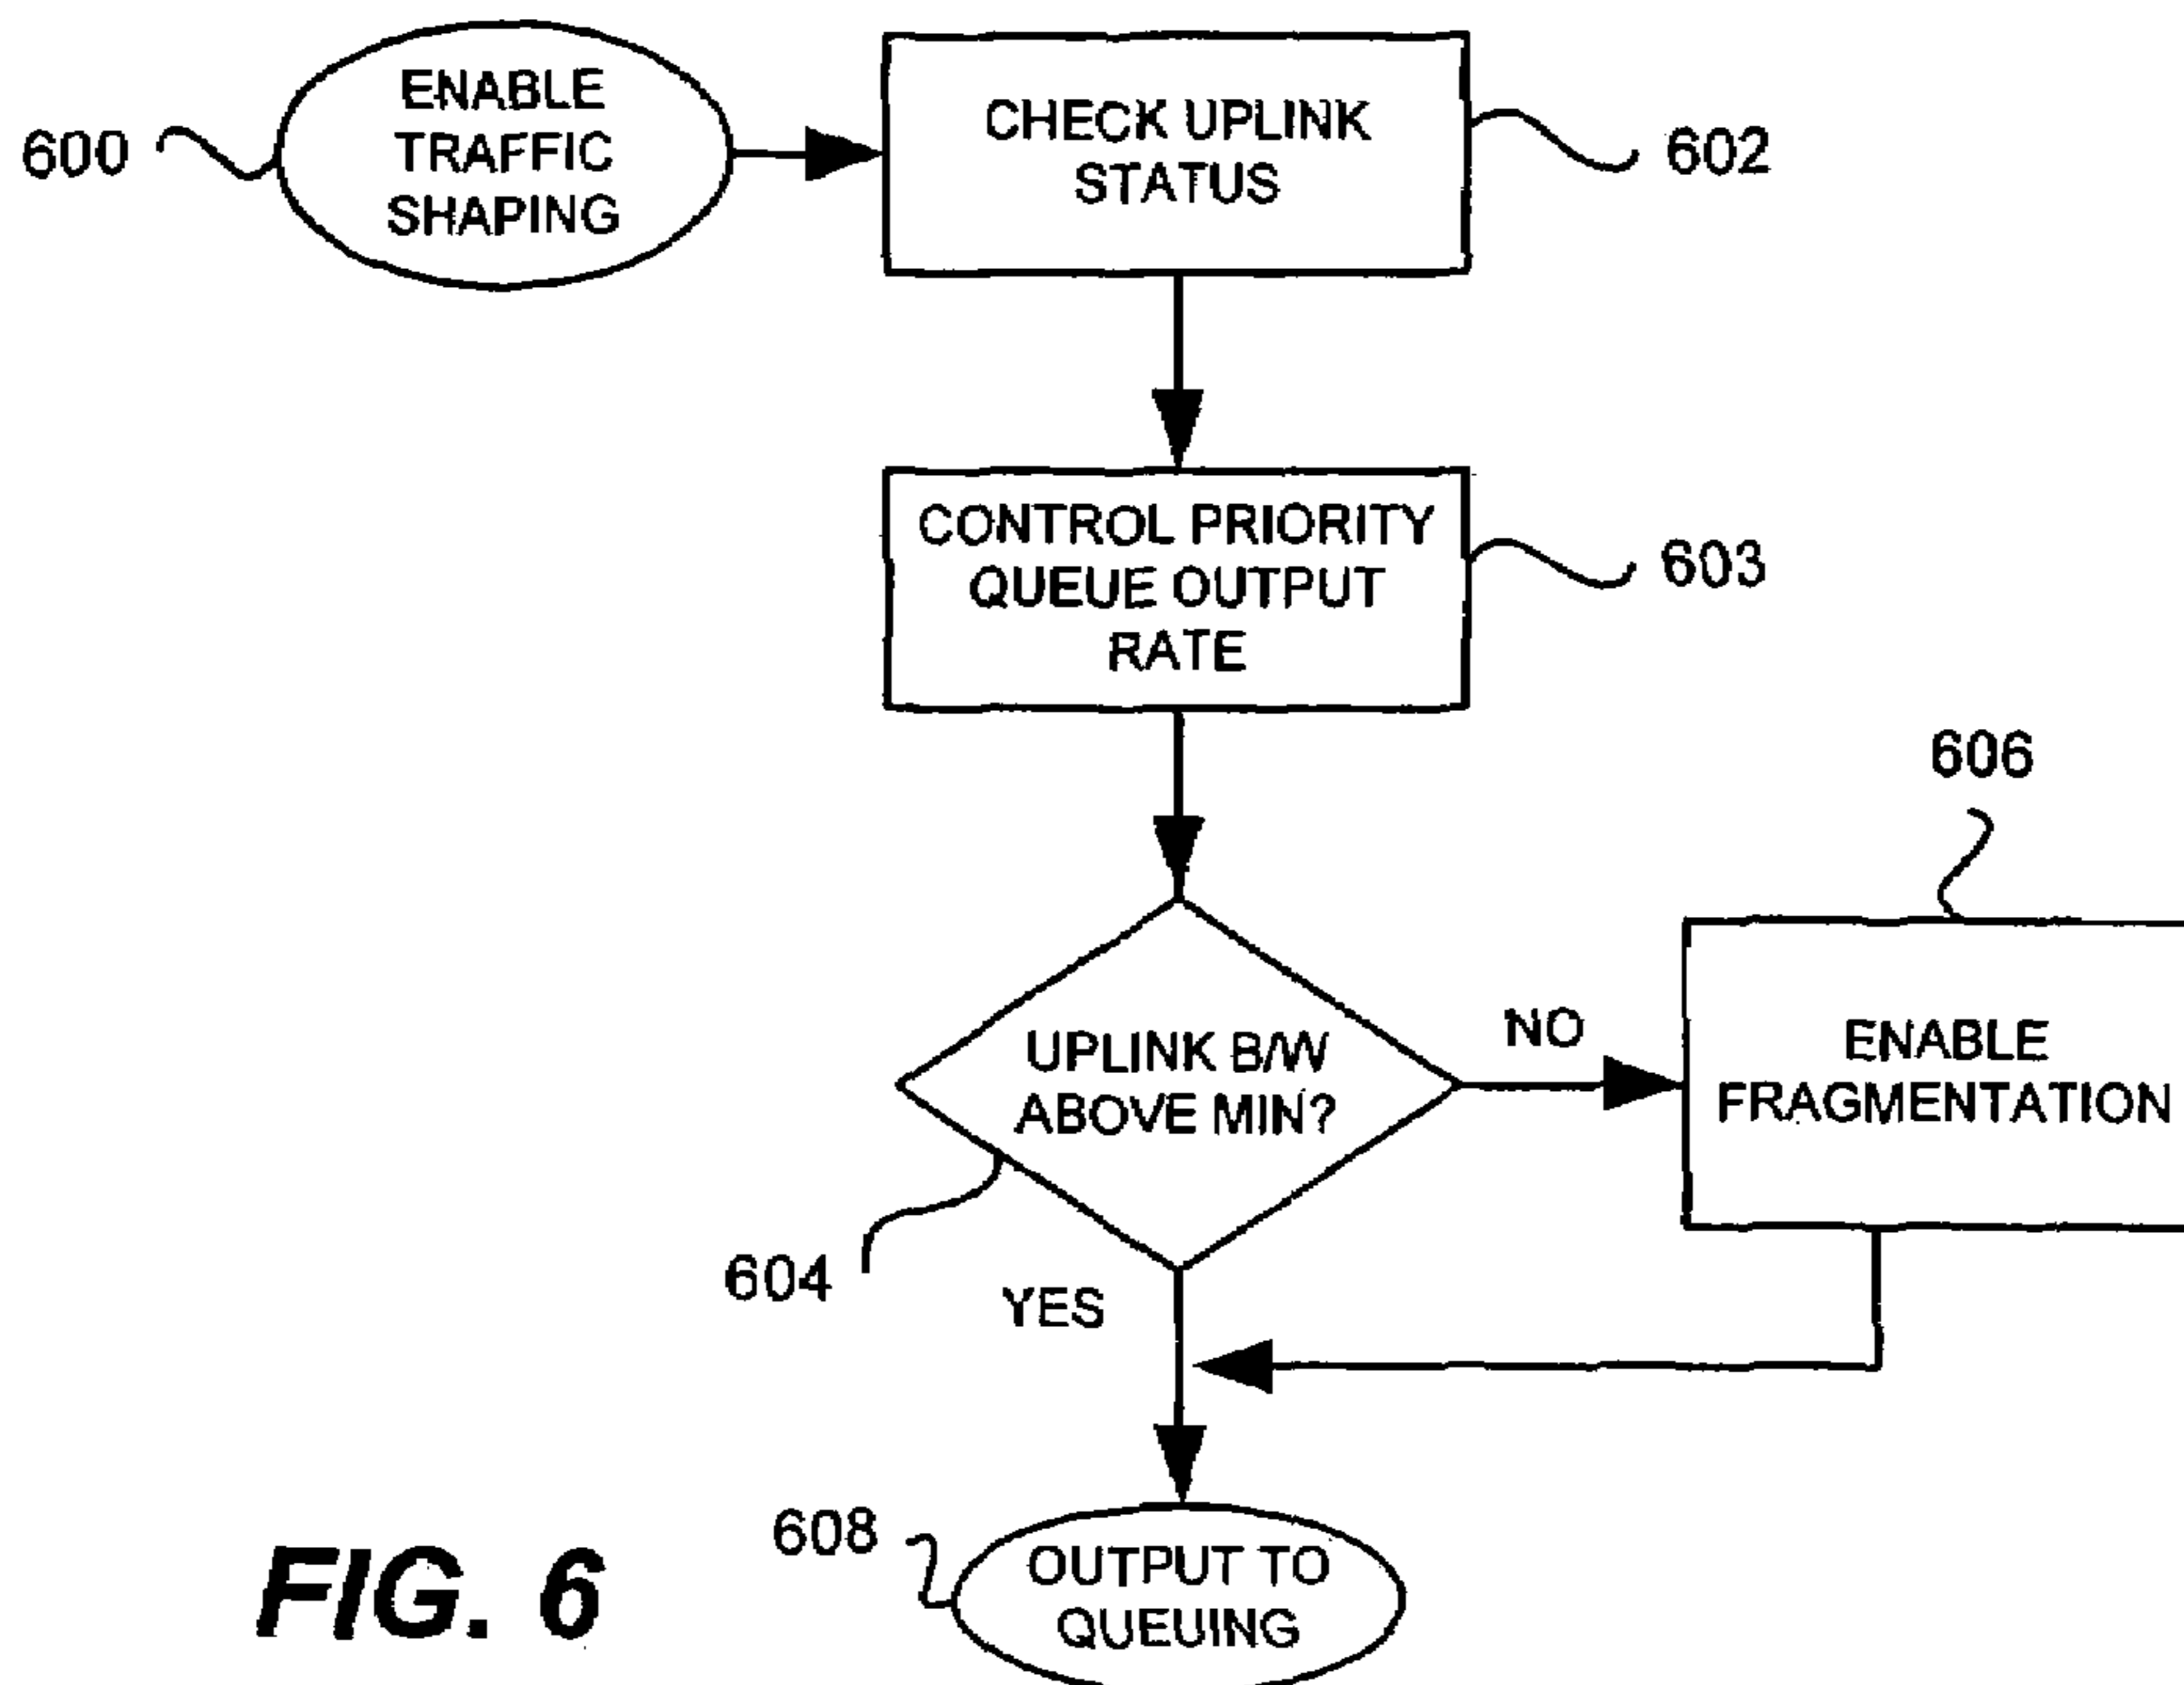 600
ENABLE
TRAFFIC
SHAPING
CHECK UPLINK
STATUS
602
CONTROL PRIORITY
QUEUE OUTPUT
RATE
603
606
UPLINK B/W
ABOVE MIN?
NO
ENABLE
FRAGMENTATION
604
YES
608
OUTPUT TO
QUEUING
FIG. 6